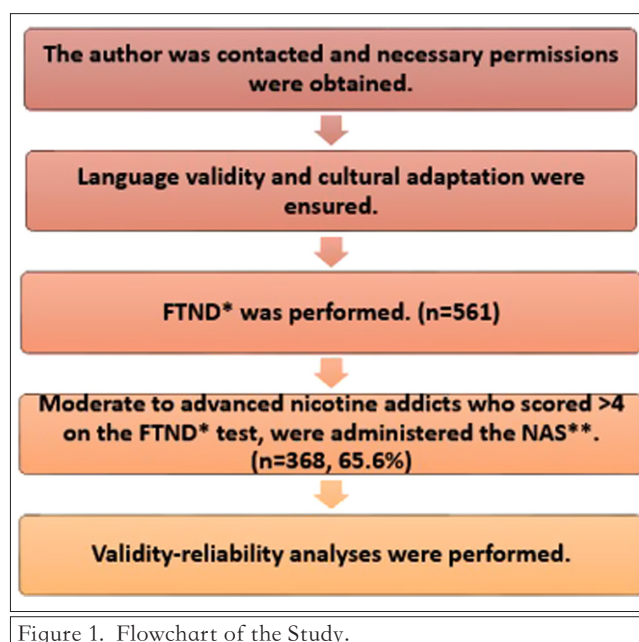 The author was contacted and necessary permissions
were obtained.
Language validity and cultural adaptation were
ensured.
FTND* was performed. (n=561)
Moderate to advanced nicotine addicts who scored >4
on the FTND* test, were administered the NAS**.
(n=368, 65.6%)
Validity-reliability analyses were performed.
Figure 1. Flowchart of the Study.